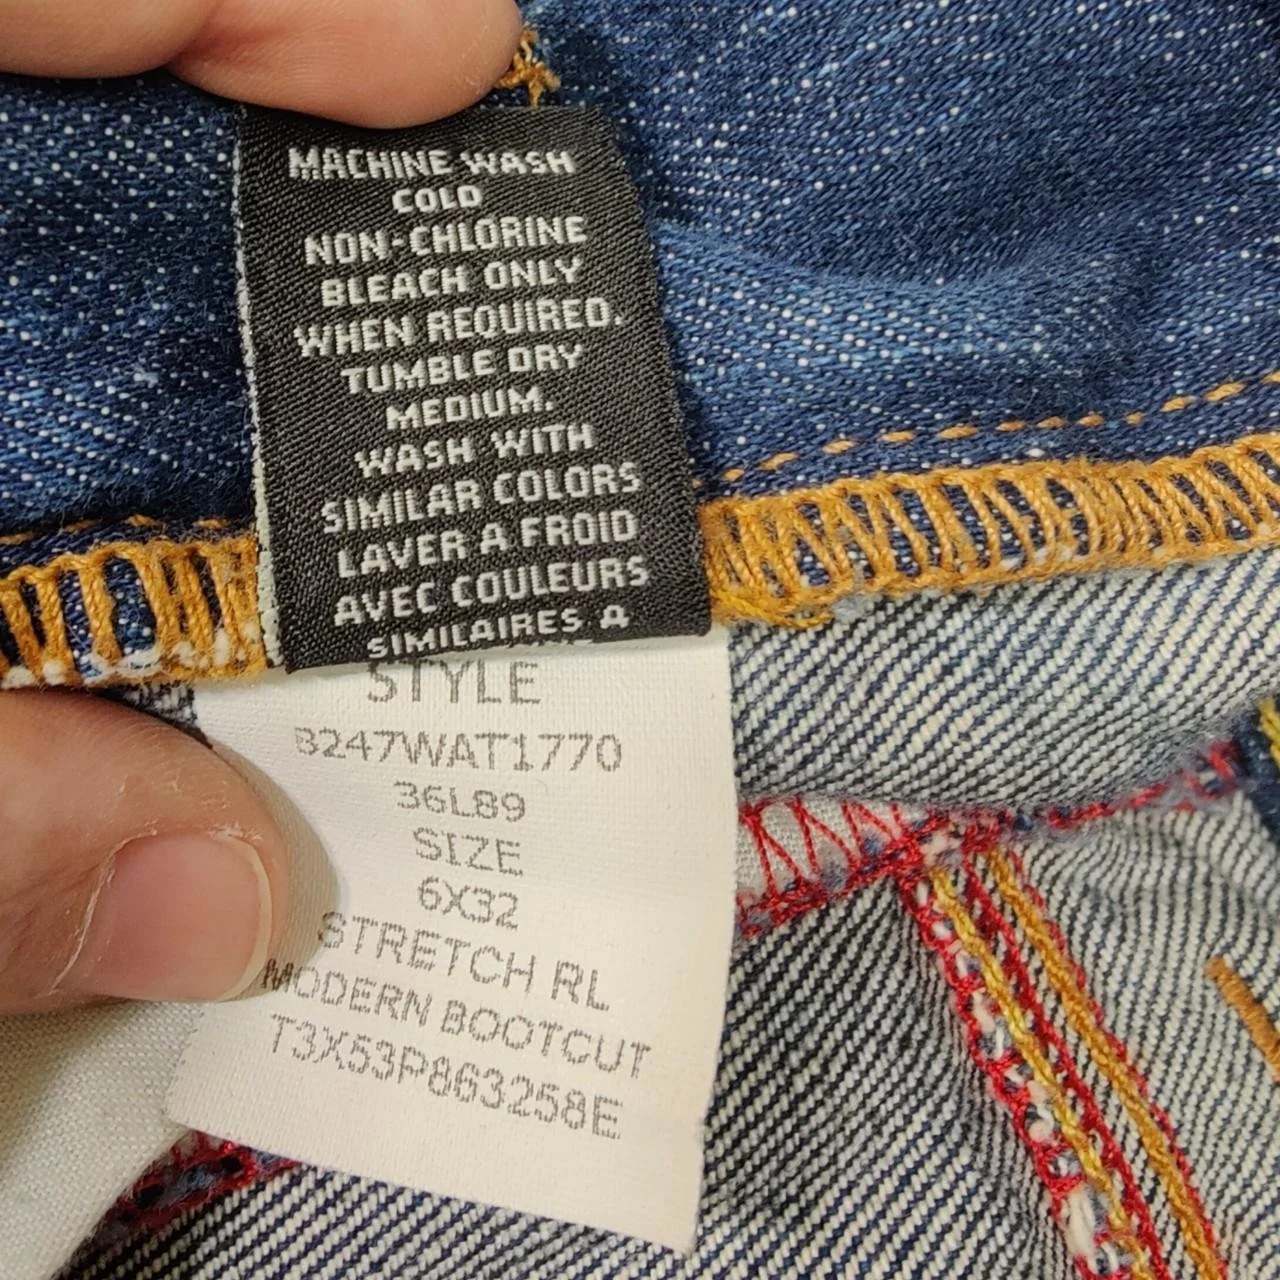 MACHINE WASH
COLD
NON-CHLORINE
BLEACH ONLY
WHEN REQUIRED.
TUMBLE DRY
MEDIUM.
WASH WITH
SIMILAR COLORS
LAVER A FROID
AVEC COULEURS
SIMILAIRES A
STYLE
3247WAT1770
36L89
SIZE
6X32
STRETCH RL
MODERN BOOTCUT
T3X53P863258E